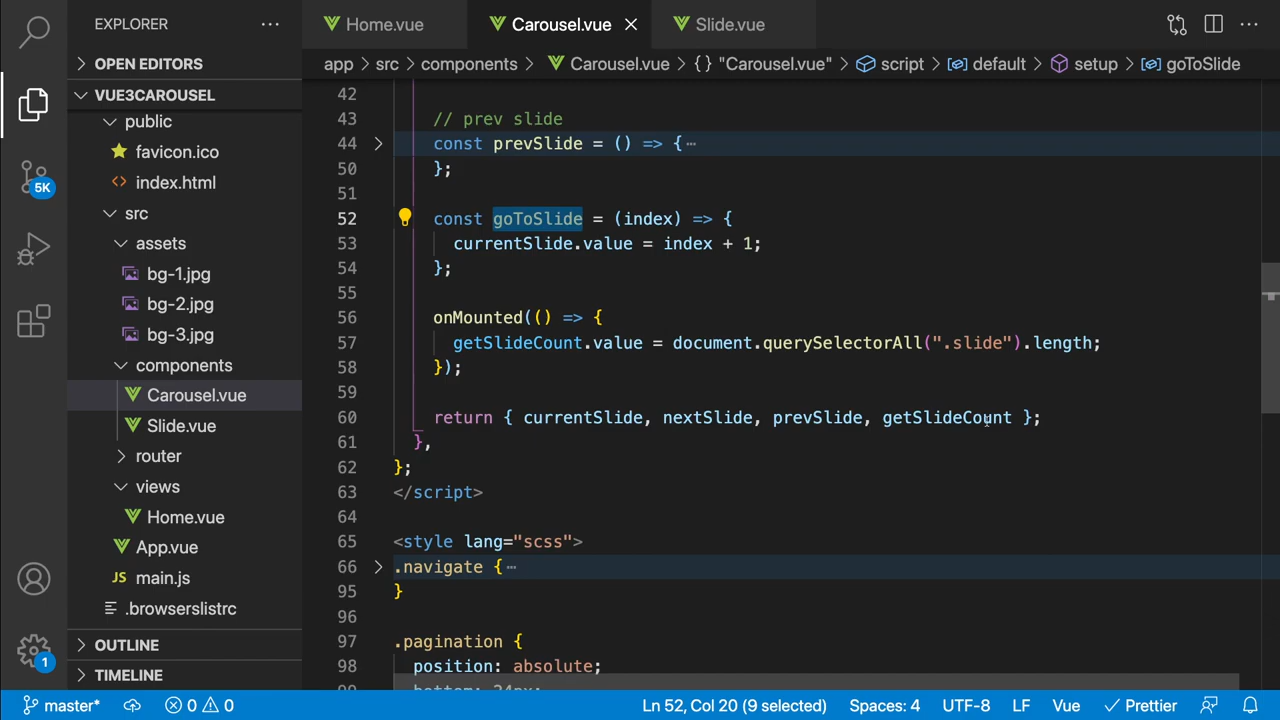 EXPLORER
OPEN EDITORS
VUE3CAROUSEL
public
favicon.ico
index.html
src
assets
bg-1.jpg
bg-2.jpg
bg-3.jpg
components
Carousel.vue
Slide.vue
router
views
Home.vue
App.vue
JS main.js
.browserslistrc
OUTLINE
TIMELINE
5K
1
Home.vue Carousel.vue Slide.vue
app > src > components > Carousel.vue > {} "Carousel.vue" > script > default > setup > goToSlide
42
43 // prev slide
44 const prevSlide = () => {
50 };
51
52 const goToSlide = (index) => {
53 currentSlide.value = index + 1;
54 };
55
56 onMounted(() => {
57 getSlideCount.value = document.querySelectorAll(".slide").length;
58 });
59
60 return { currentSlide, nextSlide, prevSlide, getSlideCount };
61 },
62 };
63 </script>
64
65 <style lang="scss">
66 .navigate {
95 }
96
97 .pagination {
98 position: absolute;
master* 0 0 Ln 52, Col 20 (9 selected) Spaces: 4 UTF-8 LF Vue Prettier